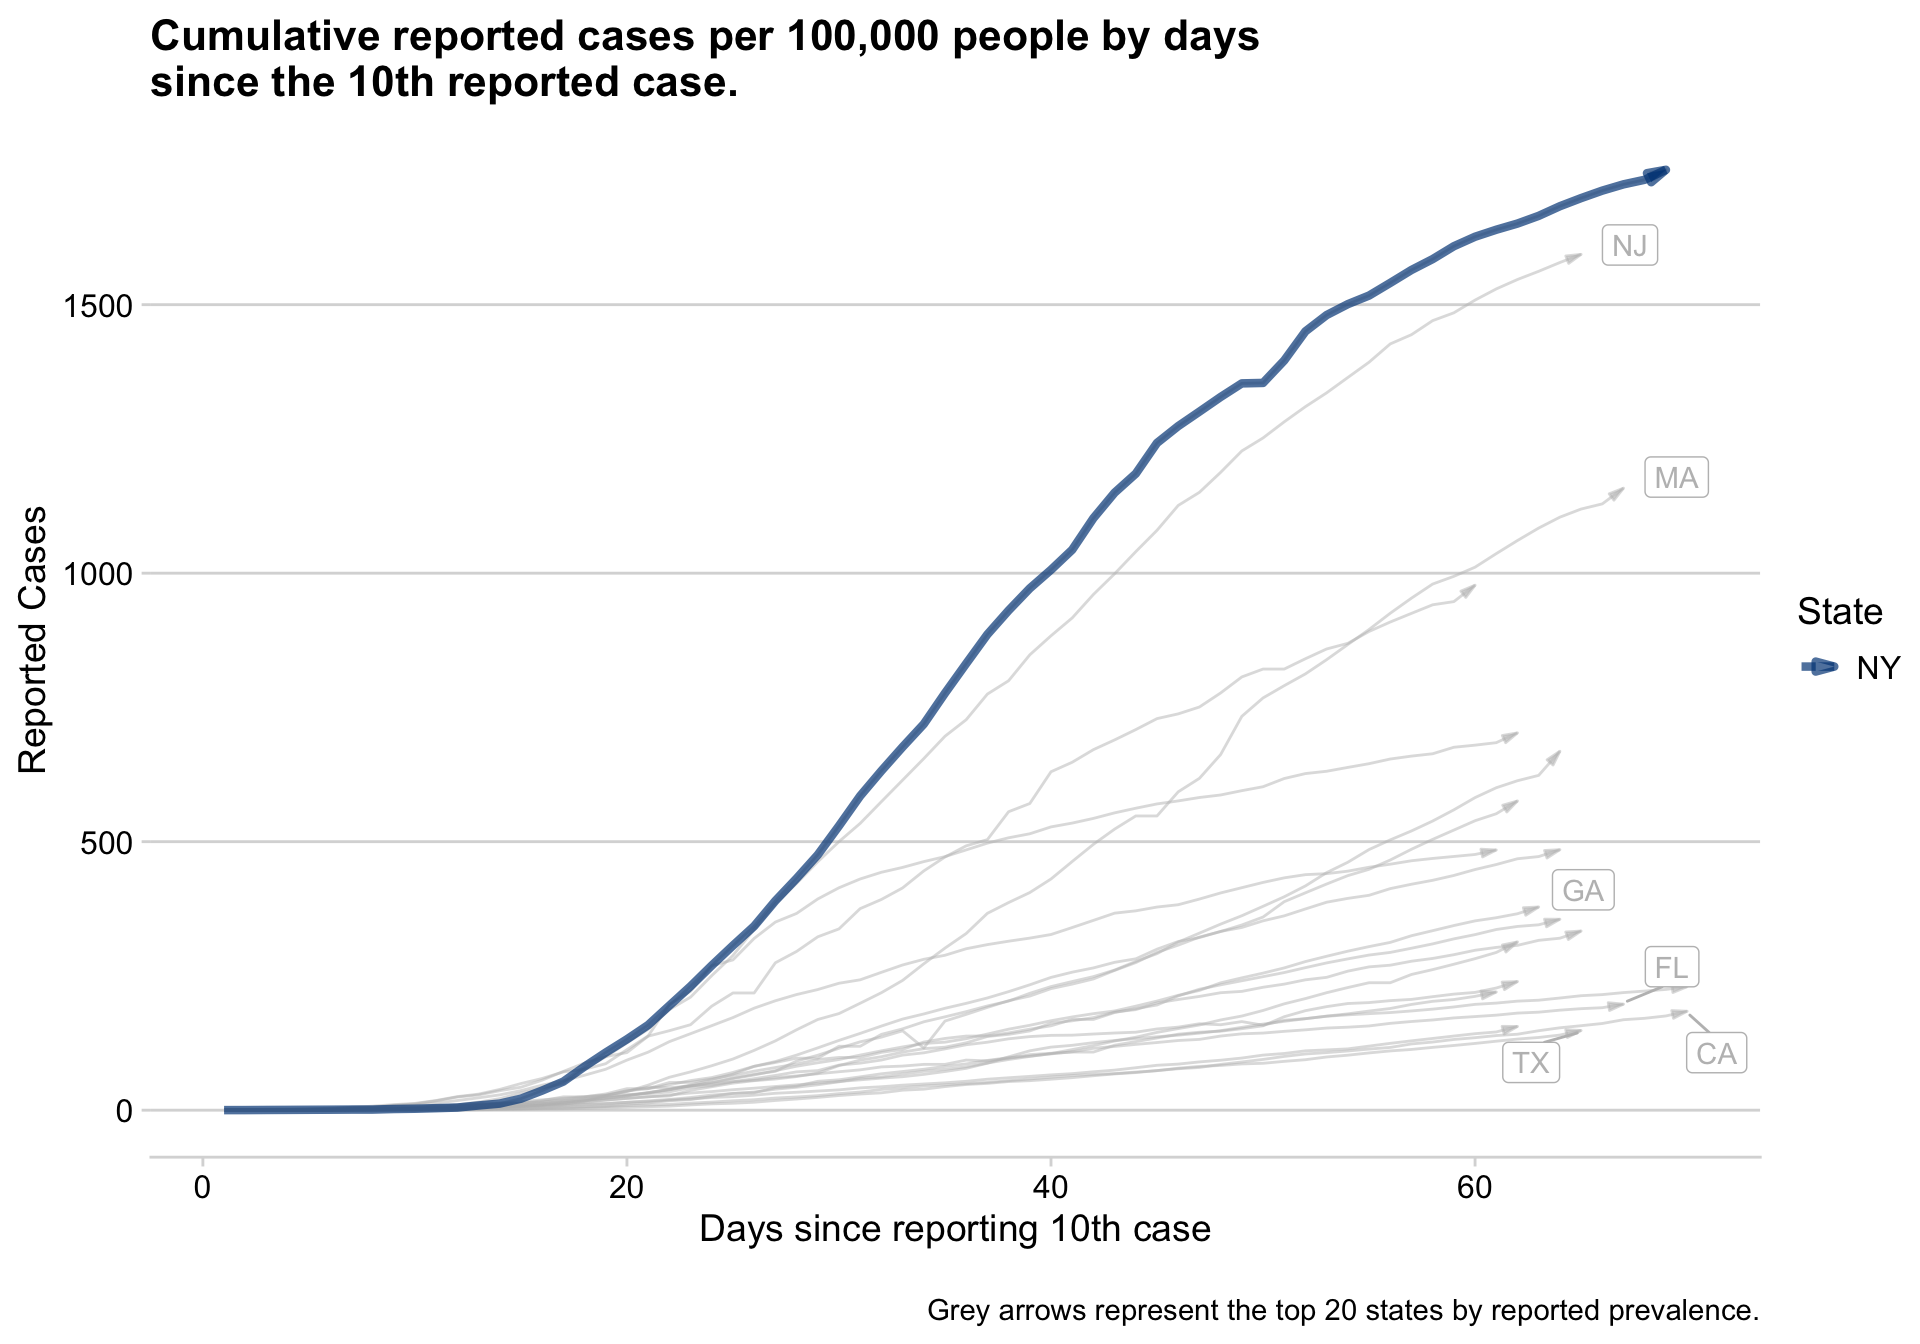 Cumulative reported cases per 100,000 people by days
since the 10th reported case.
Reported Cases
1500
1000
500
0
NJ
MA
GA
FL
TX
CA
State
NY
0
20
40
60
Days since reporting 10th case
Grey arrows represent the top 20 states by reported prevalence.